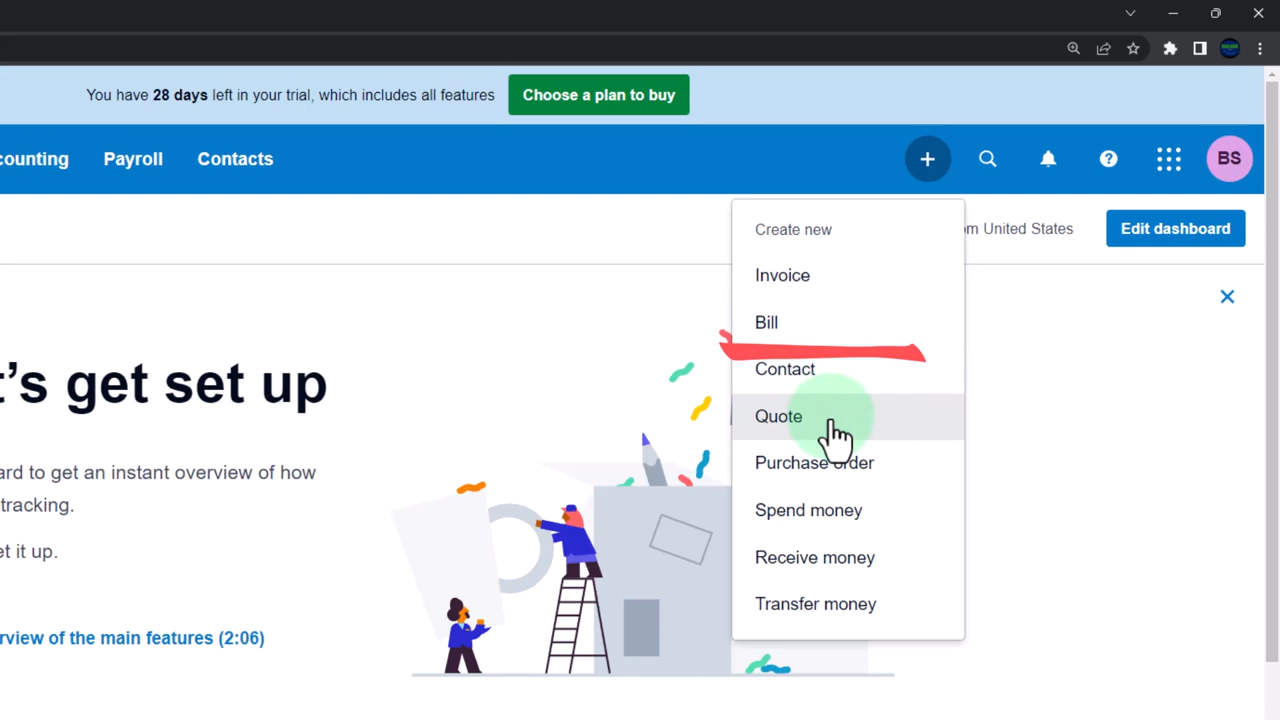 You have 28 days left in your trial, which includes all features
Choose a plan to buy
counting Payroll Contacts
BS
Create new
om United States
Edit dashboard
Invoice
Bill
Contact
Quote
Purchase order
Spend money
Receive money
Transfer money
t’s get set up
ard to get an instant overview of how
tracking.
et it up.
rview of the main features (2:06)